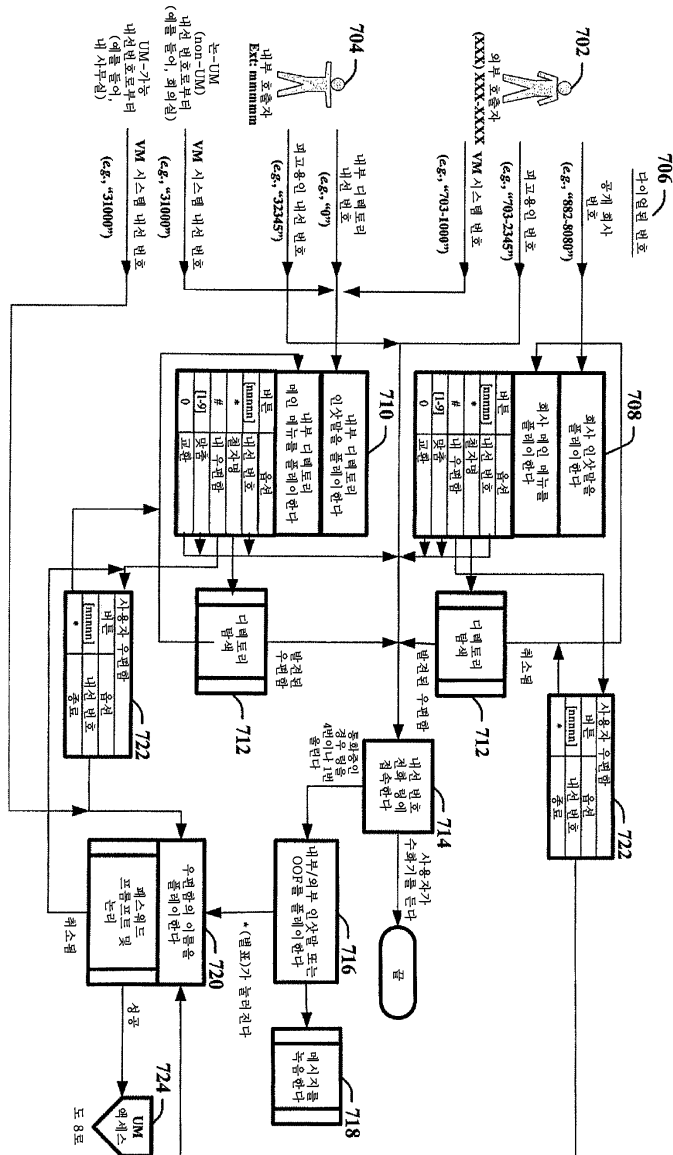 706
다이얼된 번호
702
외부 호출자
(XXX) XXX-XXXX
공개 회사
번호
(e.g., "882-8080")
피고용인 번호
(e.g., "703-2345")
VM 시스템 내선 번호
(e.g., "703-1000")
704
내부 호출자
Ext: mmmmm
내부 디렉토리
내선 번호
(e.g., "0")
피고용인 내선 번호
(e.g., "32345")
논-UM
(non-UM)
내선 번호로부터
(예를 들어, 회의실)
VM 시스템 내선 번호
(e.g., "31000")
UM-가능
내선번호로부터
(예를 들어,
내 사무실)
VM 시스템 내선 번호
(e.g., "31000")
708
회사 인삿말을
플레이한다
회사 메인 메뉴를
플레이한다
버튼 옵션
[nnnnn] 내선 번호
* 철자명
# 내 우편함
[1-9] 맞춤
0 교환
710
내부 디렉토리
인삿말을 플레이한다
내부 디렉토리
메인 메뉴를 플레이한다
버튼 옵션
[nnnnn] 내선 번호
* 철자명
# 내 우편함
[1-9] 맞춤
0 교환
디렉토리
탐색
712
취소됨
발견된 우편함
디렉토리
탐색
712
발견된
우편함
사용자 우편함
버튼 옵션
[nnnnn] 내선 번호
* 종료
722
사용자 우편함
버튼 옵션
[nnnnn] 내선 번호
* 종료
722
내선 번호
전화 링에
접속한다
714
통화중인
경우 링을
4번이나 1번
울린다
사용자가
수화기를 든다
끝
내부/외부 인삿말 또는
OOF를 플레이한다
716
*(별표)가 눌러진다
메시지를
녹음한다
718
우편함의 이름을
플레이한다
720
패스워드
프롬프트 및
논리
취소됨
성공
724
UM
액세스
도 8로